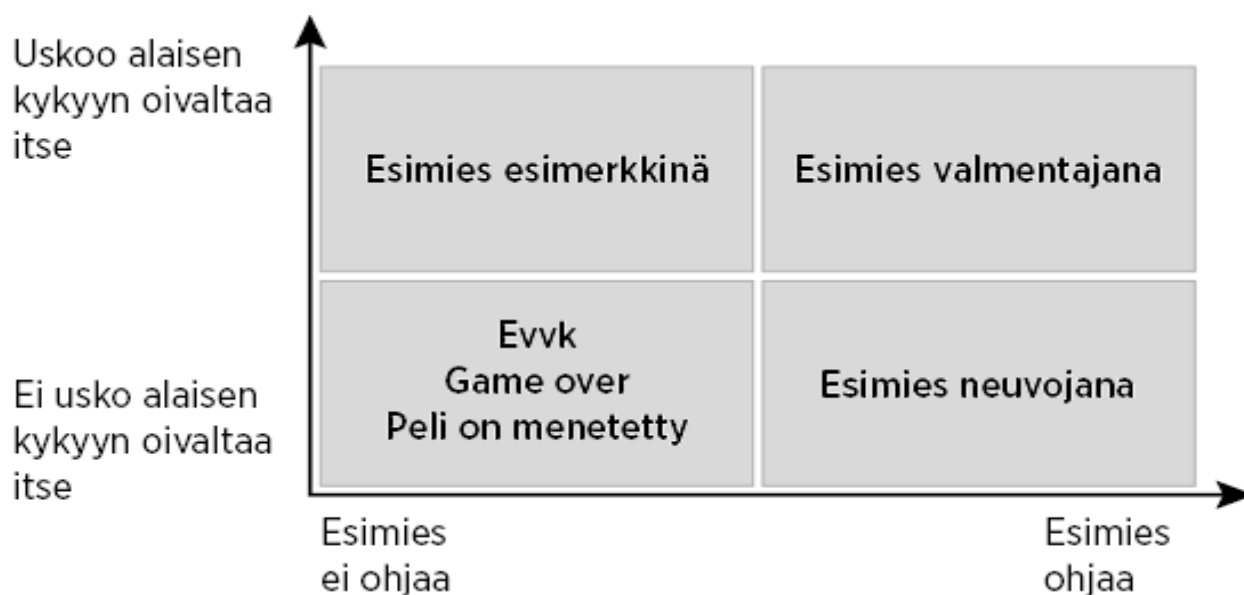 Uskoo alaisen
kykyyn oivaltaa
itse
Esimies esimerkkinä
Esimies valmentajana
Ei usko alaisen
kykyyn oivaltaa
itse
Evvk
Game over
Peli on menetetty
Esimies neuvojana
Esimies
ei ohjaa
Esimies
ohjaa